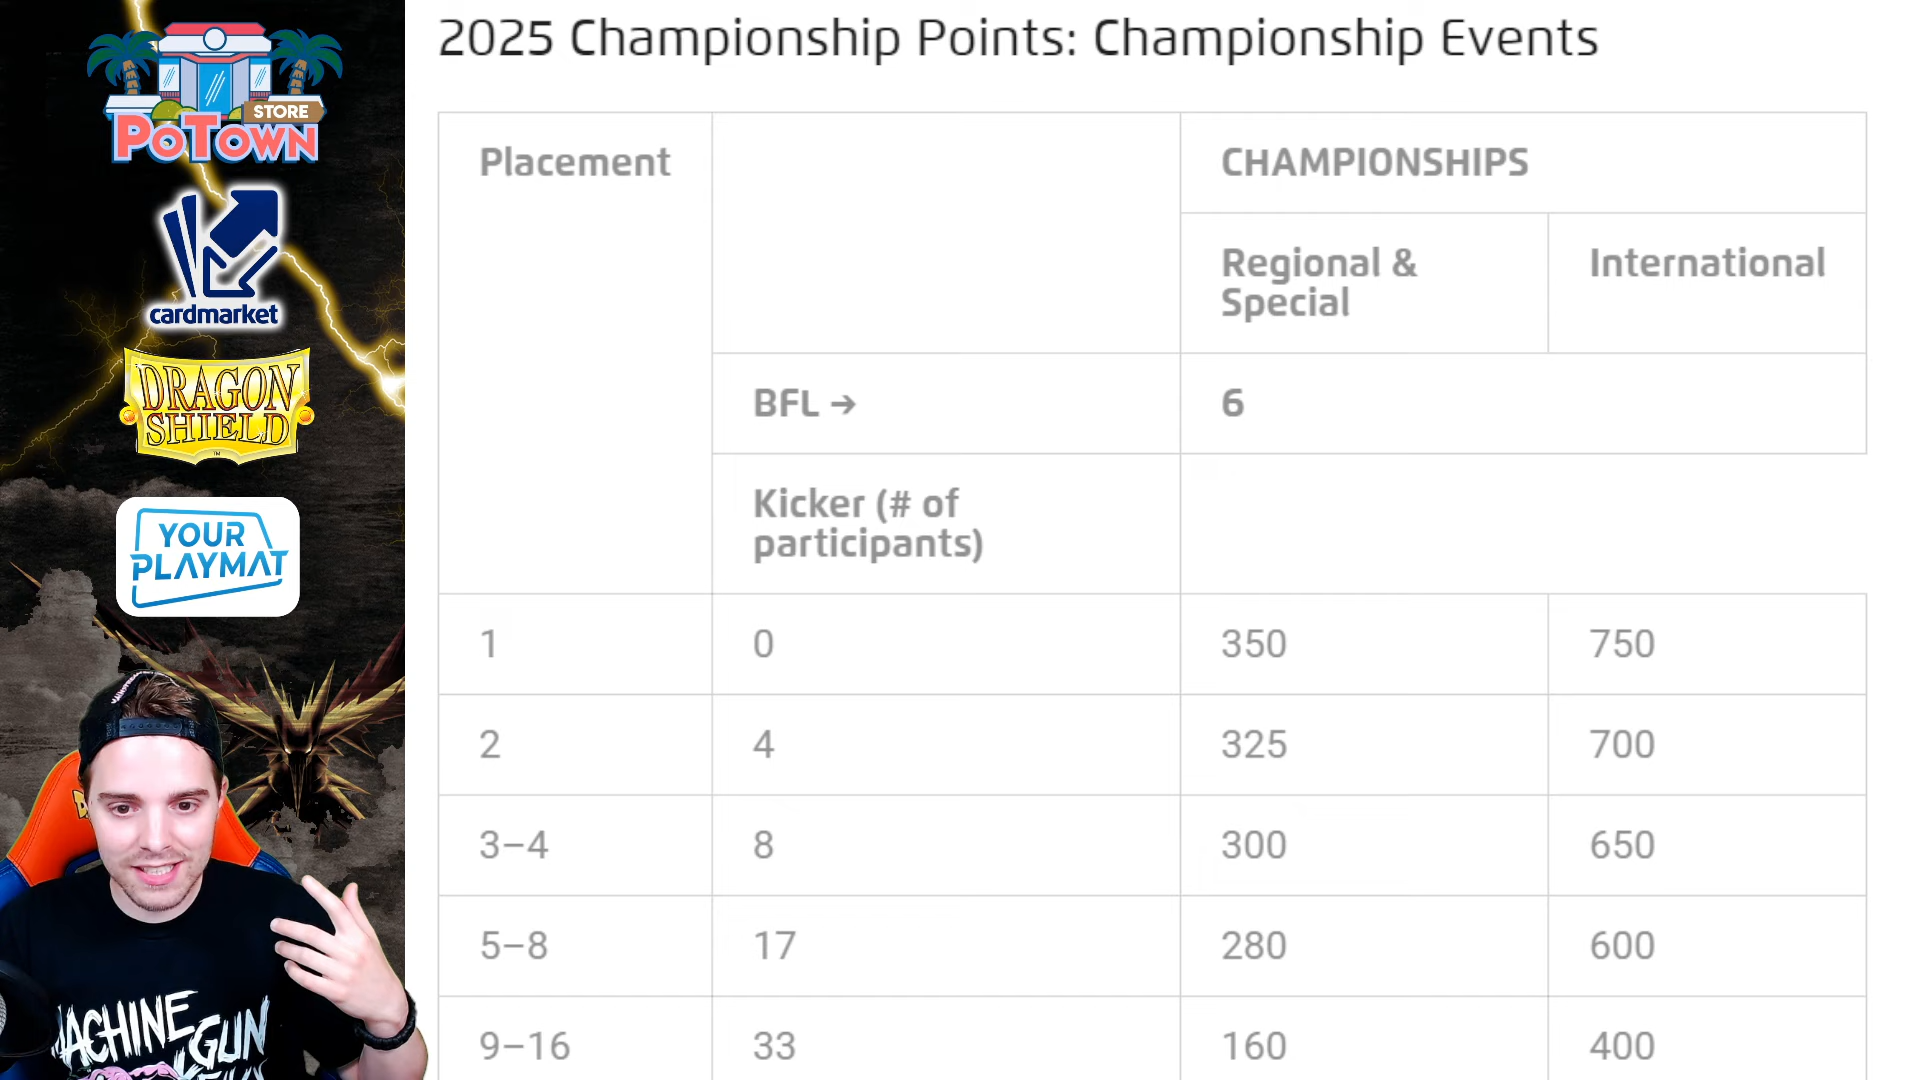 2025 Championship Points: Championship Events
STORE
POTOWN
cardmarket
DRAGON
SHIELD
TM
YOUR
PLAYMAT
Placement
CHAMPIONSHIPS
Regional &
Special
International
BFL → 6
Kicker (# of
participants)
1 0 350 750
2 4 325 700
3–4 8 300 650
5–8 17 280 600
9–16 33 160 400
MACHINE
GUN